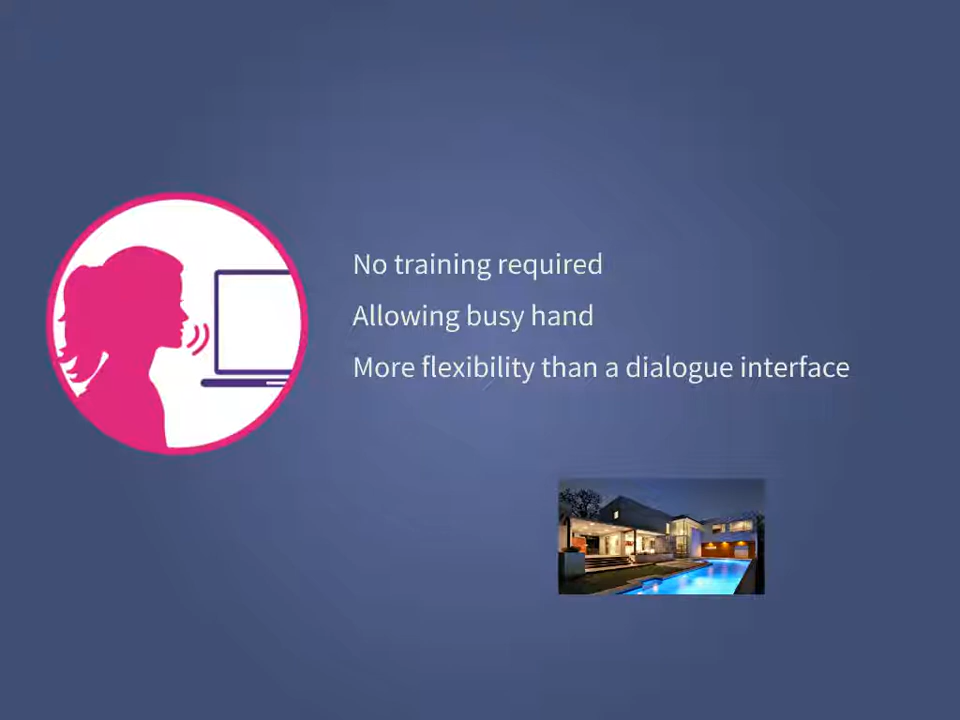 No training required
Allowing busy hand
More flexibility than a dialogue interface